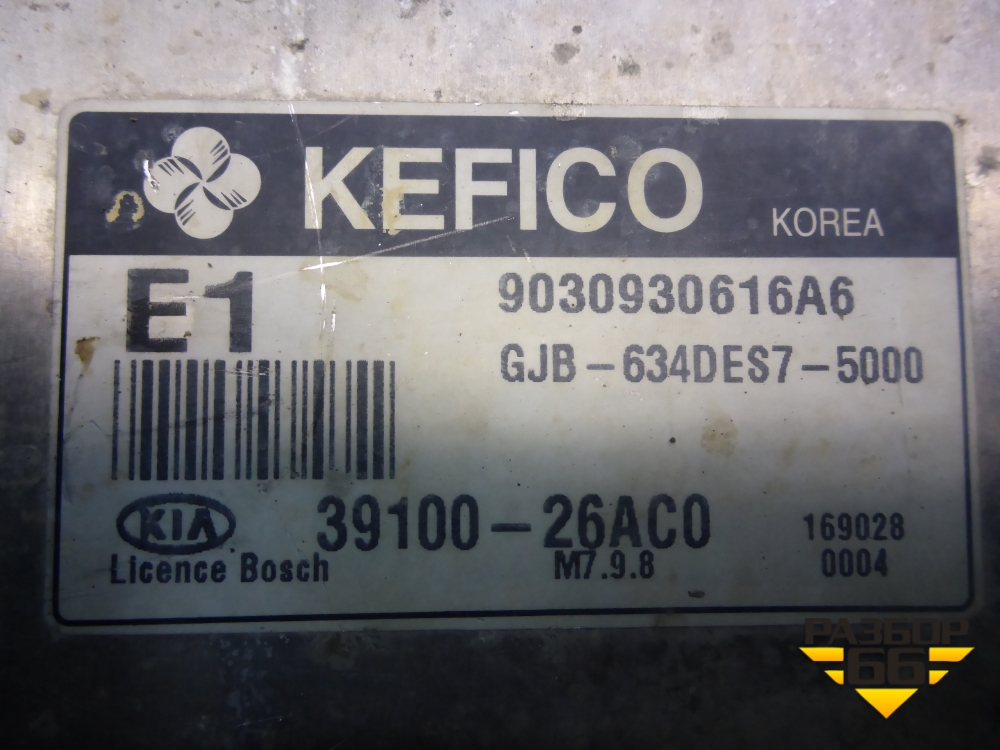 KEFICO
KOREA
E1
9030930616A6
GJB-634DES7-5000
KIA
39100-26AC0
169028
Licence Bosch
M7.9.8
0004
РАЗБОР
66